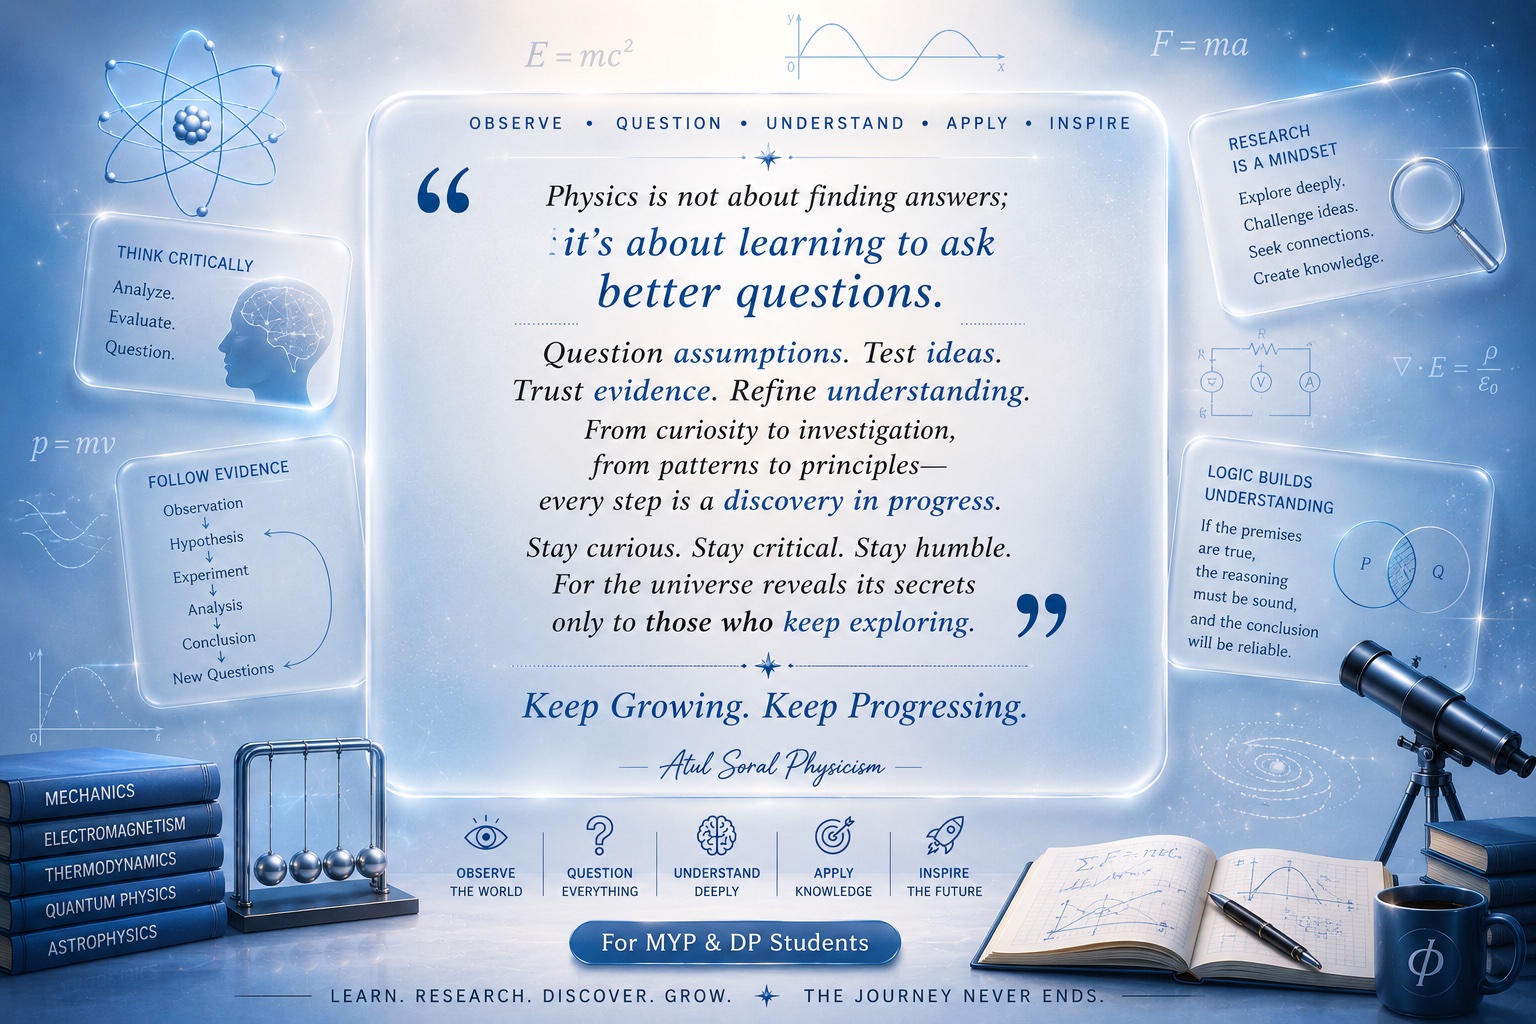 E = mc²
y
0
x
F = ma
OBSERVE • QUESTION • UNDERSTAND • APPLY • INSPIRE
“
Physics is not about finding answers;
it’s about learning to ask
better questions.
Question assumptions. Test ideas.
Trust evidence. Refine understanding.
From curiosity to investigation,
from patterns to principles—
every step is a discovery in progress.
Stay curious. Stay critical. Stay humble.
For the universe reveals its secrets
only to those who keep exploring.
”
Keep Growing. Keep Progressing.
Atul Soral Physicism
THINK CRITICALLY
Analyze.
Evaluate.
Question.
p = mv
FOLLOW EVIDENCE
Observation
↓
Hypothesis
↓
Experiment
↓
Analysis
↓
Conclusion
↓
New Questions
RESEARCH
IS A MINDSET
Explore deeply.
Challenge ideas.
Seek connections.
Create knowledge.
R
V
A
∇ · E = ρ/ε₀
LOGIC BUILDS
UNDERSTANDING
If the premises
are true,
the reasoning
must be sound,
and the conclusion
will be reliable.
P
Q
MECHANICS
ELECTROMAGNETISM
THERMODYNAMICS
QUANTUM PHYSICS
ASTROPHYSICS
OBSERVE
THE WORLD
QUESTION
EVERYTHING
UNDERSTAND
DEEPLY
APPLY
KNOWLEDGE
INSPIRE
THE FUTURE
For MYP & DP Students
ϕ
LEARN. RESEARCH. DISCOVER. GROW. THE JOURNEY NEVER ENDS.